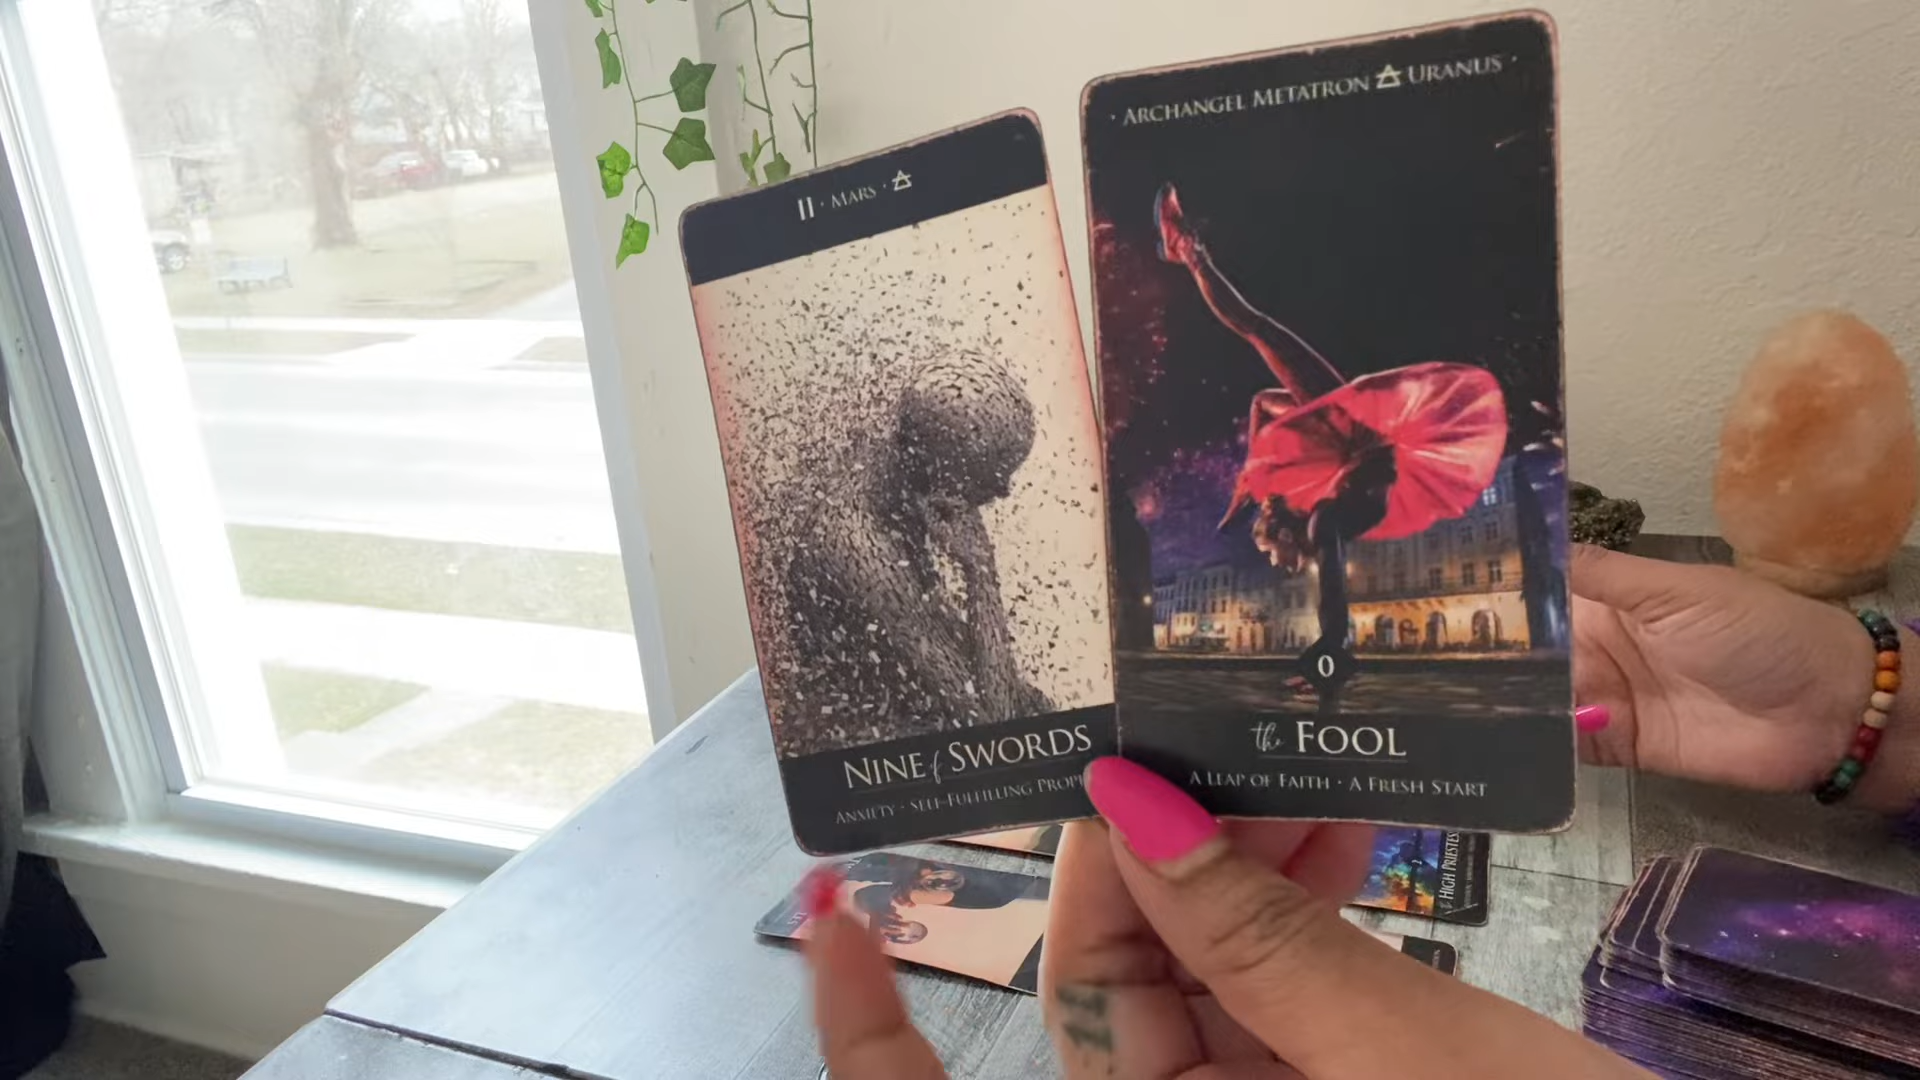 II · MARS ·
NINE of SWORDS
ANXIETY · SELF-FULFILLING
· ARCHANGEL METATRON URANUS ·
0
the FOOL
A LEAP OF FAITH · A FRESH START
HIGH PRIESTESS